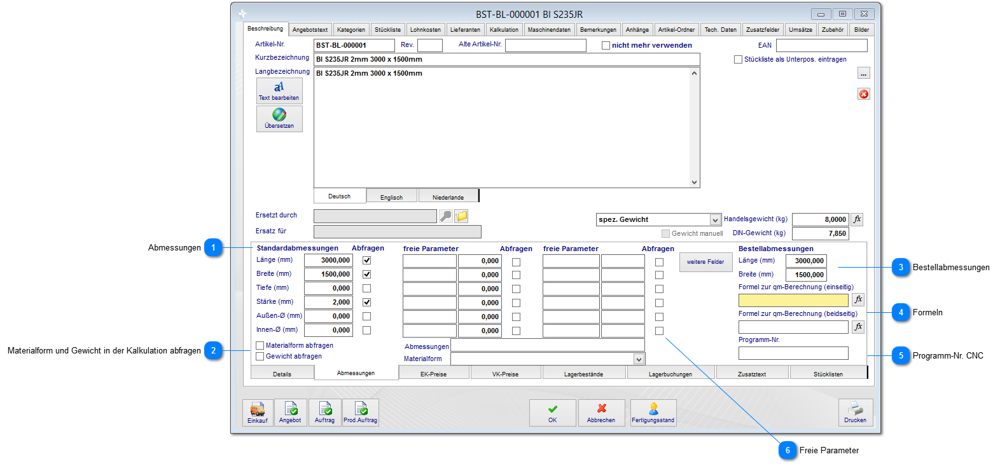 BST-BL-000001 BI S235JR
Beschreibung Angebotstext Kategorien Stückliste Lohnkosten Lieferanten Kalkulation Maschinendaten Bemerkungen Anhänge Artikel-Ordner Tech. Daten Zusatzfelder Umsätze Zubehör Bilder
Artikel-Nr. BST-BL-000001 Rev. Alte Artikel-Nr. nicht mehr verwenden EAN
Kurzbezeichnung BI S235JR 2mm 3000 x 1500mm Stückliste als Unterpos. eintragen
Langbezeichnung BI S235JR 2mm 3000 x 1500mm ...
Text bearbeiten
Übersetzen
Deutsch Englisch Niederlande
Ersetzt durch spez. Gewicht Handelsgewicht (kg) 8,0000 fx
Ersatz für Gewicht manuell DIN-Gewicht (kg) 7,850
Abmessungen 1 Standardabmessungen Abfragen freie Parameter Abfragen freie Parameter Abfragen Bestellabmessungen
Länge (mm) 3000,000 0,000 weitere Felder Länge (mm) 3000,000
3 Bestellabmessungen
Breite (mm) 1500,000 0,000 Breite (mm) 1500,000
Tiefe (mm) 0,000 0,000 Formel zur qm-Berechnung (einseitig)
Stärke (mm) 2,000 0,000 fx
Außen-Ø (mm) 0,000 0,000 Formel zur qm-Berechnung (beidseitig) 4 Formeln
Innen-Ø (mm) 0,000 0,000 fx
Materialform abfragen Abmessungen Programm-Nr.
Materialform und Gewicht in der Kalkulation abfragen 2
Gewicht abfragen Materialform 5 Programm-Nr. CNC
Details Abmessungen EK-Preise VK-Preise Lagerbestände Lagerbuchungen Zusatztext Stücklisten
Einkauf Angebot Auftrag Prod.Auftrag OK Abbrechen Fertigungsstand Drucken
6 Freie Parameter